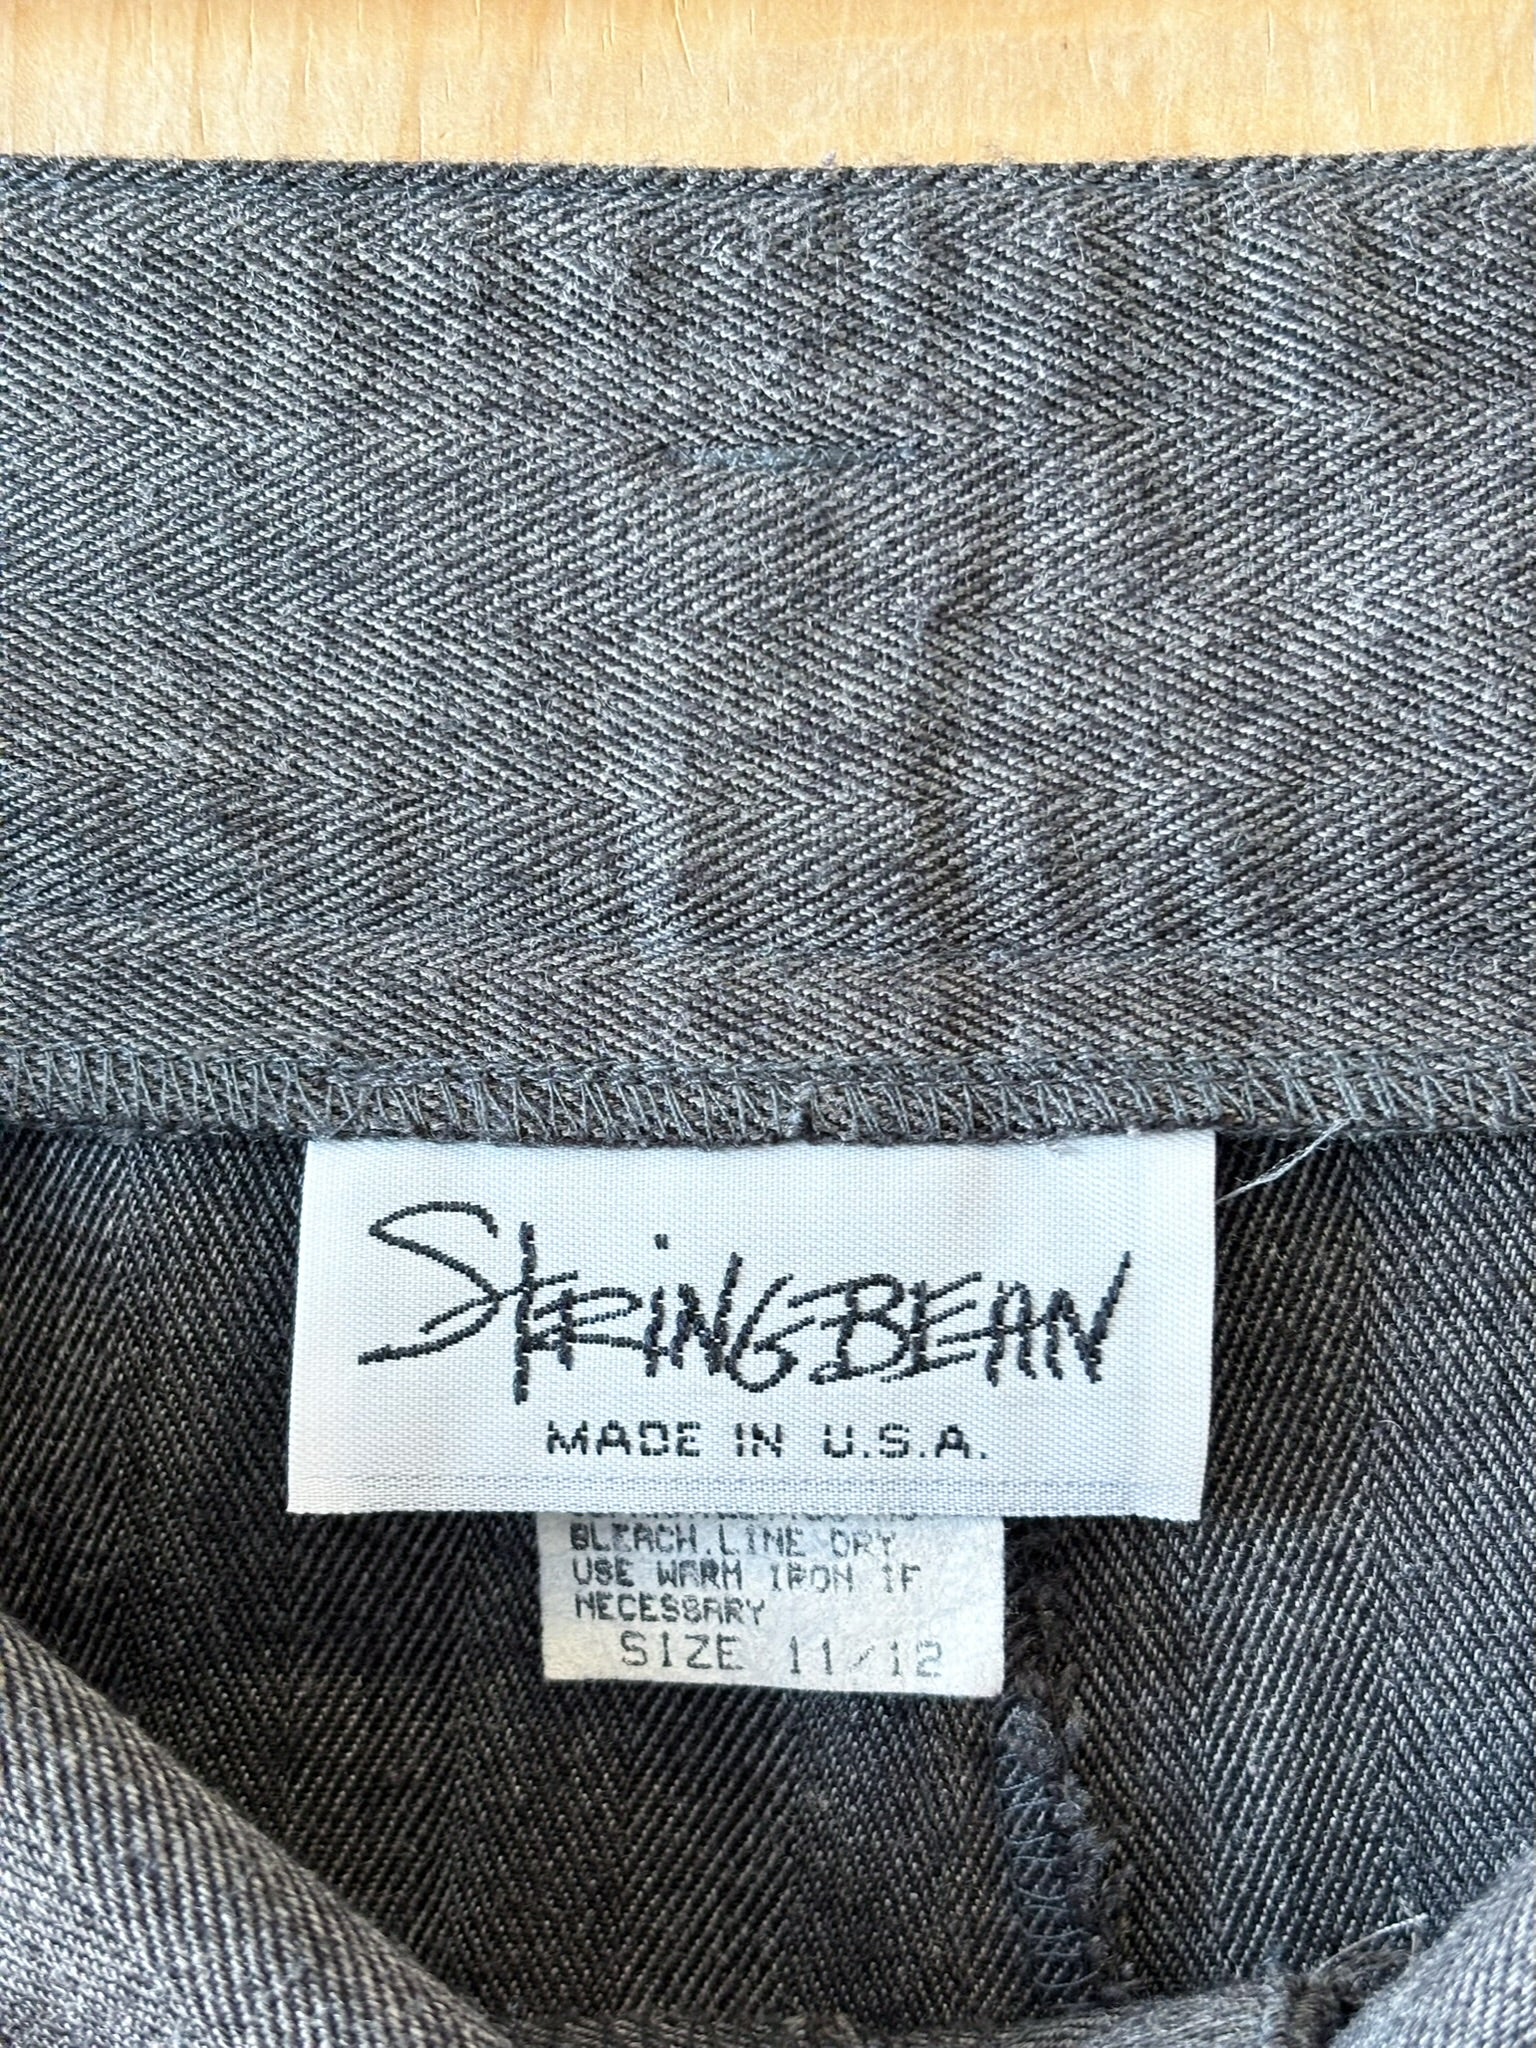 STRiNGBEAN
MADE IN U.S.A.
BLEACH.LINE DRY
USE WARM IRON IF
NECESSARY
SIZE 11/12